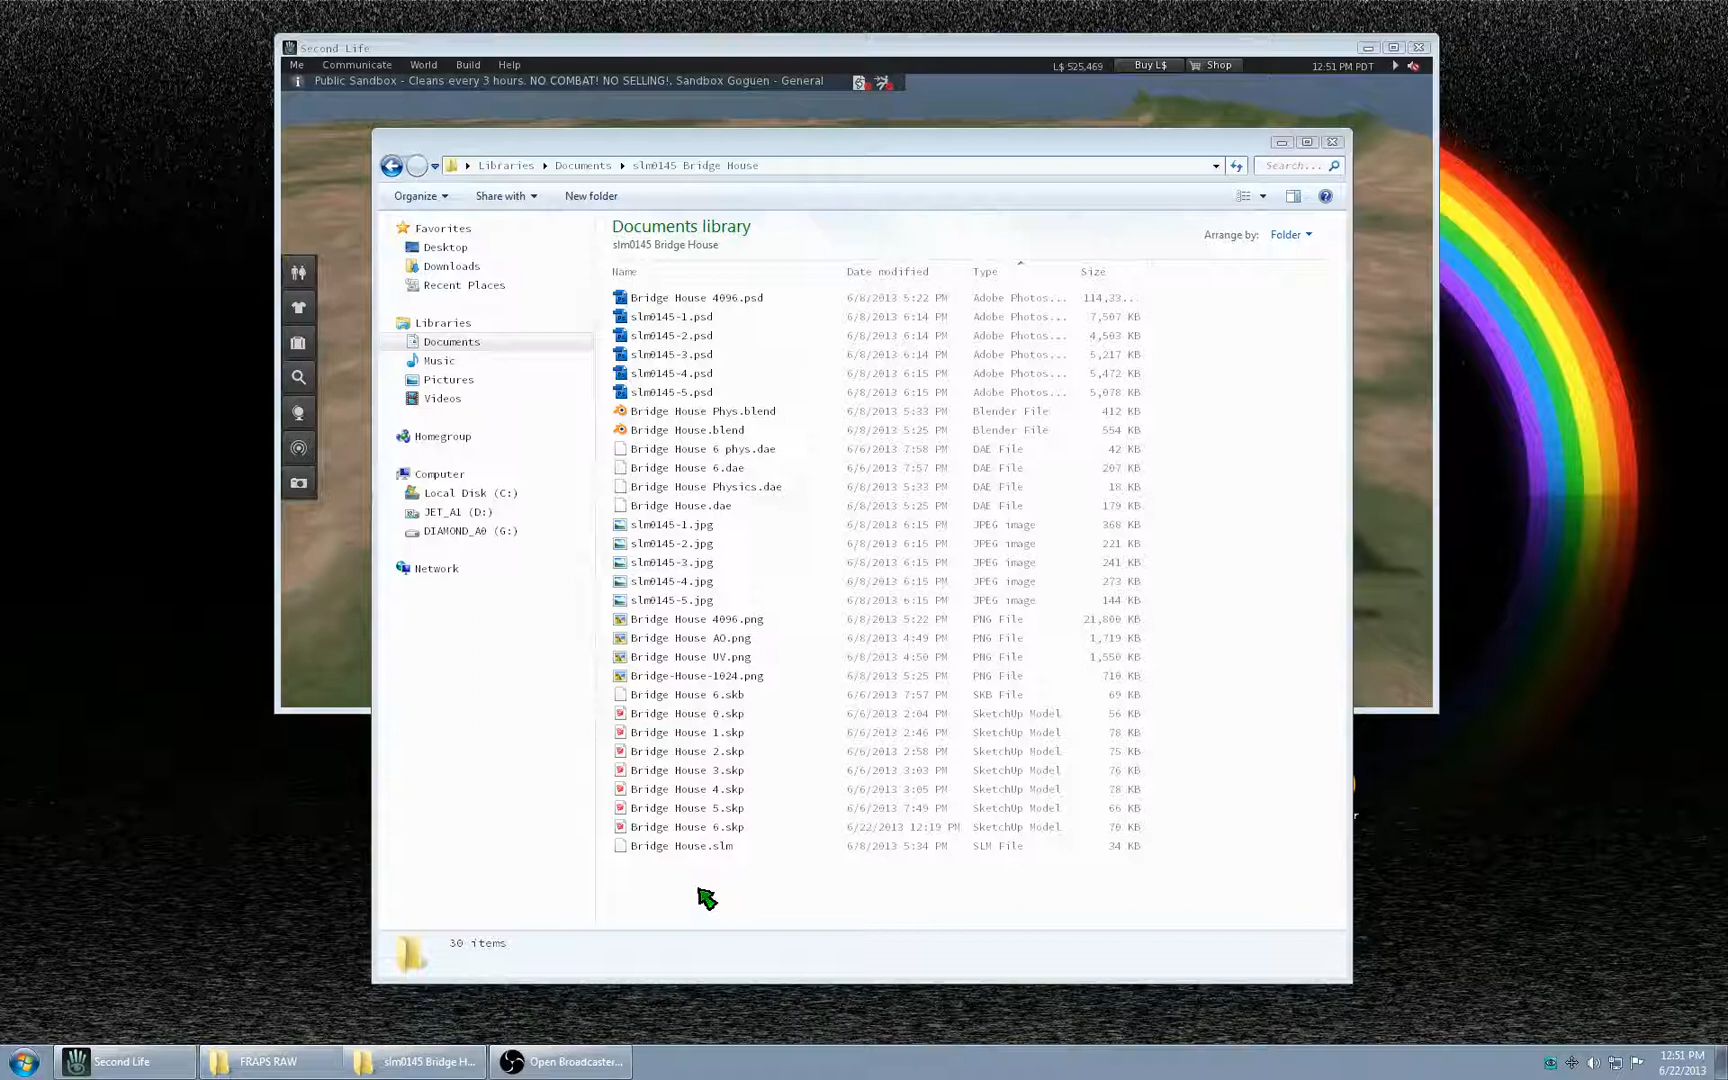 Second Life
Me Communicate World Build Help L$ 525,469 Buy L$ Shop 12:51 PM PDT
Public Sandbox - Cleans every 3 hours. NO COMBAT! NO SELLING!, Sandbox Goguen - General
Libraries Documents slm0145 Bridge House Search...
Organize Share with New folder
Documents library
slm0145 Bridge House
Arrange by: Folder
Favorites
Desktop
Downloads
Recent Places
Libraries
Documents
Music
Pictures
Videos
Homegroup
Computer
Local Disk (C:)
JET_A1 (D:)
DIAMOND_A0 (G:)
Network
Name Date modified Type Size
Bridge House 4096.psd 6/8/2013 5:22 PM Adobe Photos... 114,33...
slm0145-1.psd 6/8/2013 6:14 PM Adobe Photos... 7,507 KB
slm0145-2.psd 6/8/2013 6:14 PM Adobe Photos... 4,503 KB
slm0145-3.psd 6/8/2013 6:14 PM Adobe Photos... 5,217 KB
slm0145-4.psd 6/8/2013 6:15 PM Adobe Photos... 5,472 KB
slm0145-5.psd 6/8/2013 6:15 PM Adobe Photos... 5,078 KB
Bridge House Phys.blend 6/8/2013 5:33 PM Blender File 412 KB
Bridge House.blend 6/8/2013 5:25 PM Blender File 554 KB
Bridge House 6 phys.dae 6/6/2013 7:58 PM DAE File 42 KB
Bridge House 6.dae 6/6/2013 7:57 PM DAE File 207 KB
Bridge House Physics.dae 6/8/2013 5:33 PM DAE File 18 KB
Bridge House.dae 6/8/2013 5:25 PM DAE File 179 KB
slm0145-1.jpg 6/8/2013 6:15 PM JPEG image 368 KB
slm0145-2.jpg 6/8/2013 6:15 PM JPEG image 221 KB
slm0145-3.jpg 6/8/2013 6:15 PM JPEG image 241 KB
slm0145-4.jpg 6/8/2013 6:15 PM JPEG image 273 KB
slm0145-5.jpg 6/8/2013 6:15 PM JPEG image 144 KB
Bridge House 4096.png 6/8/2013 5:22 PM PNG File 21,800 KB
Bridge House AO.png 6/8/2013 4:49 PM PNG File 1,719 KB
Bridge House UV.png 6/8/2013 4:50 PM PNG File 1,550 KB
Bridge-House-1024.png 6/8/2013 5:25 PM PNG File 710 KB
Bridge House 6.skb 6/6/2013 7:57 PM SKB File 69 KB
Bridge House 0.skp 6/6/2013 2:04 PM SketchUp Model 56 KB
Bridge House 1.skp 6/6/2013 2:46 PM SketchUp Model 78 KB
Bridge House 2.skp 6/6/2013 2:58 PM SketchUp Model 75 KB
Bridge House 3.skp 6/6/2013 3:03 PM SketchUp Model 76 KB
Bridge House 4.skp 6/6/2013 3:05 PM SketchUp Model 78 KB
Bridge House 5.skp 6/6/2013 7:49 PM SketchUp Model 66 KB
Bridge House 6.skp 6/22/2013 12:19 PM SketchUp Model 70 KB
Bridge House.slm 6/8/2013 5:34 PM SLM File 34 KB
30 items
Second Life FRAPS RAW slm0145 Bridge H... Open Broadcaster... 12:51 PM
6/22/2013